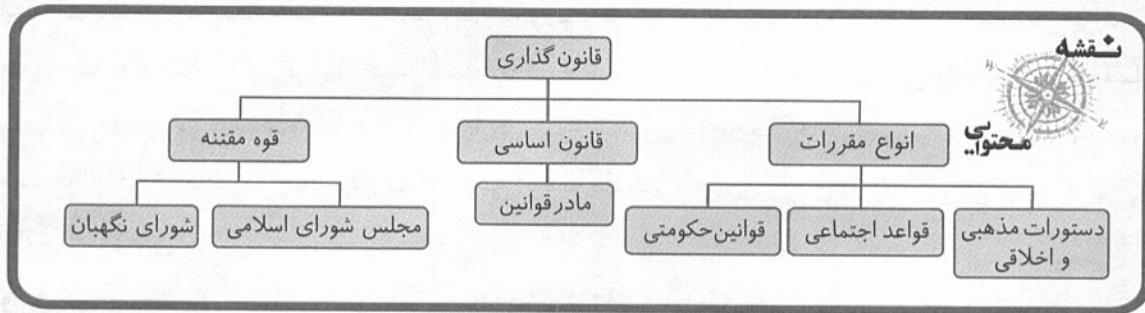 نقشه
محتوایی
قانون گذاری
انواع مقررات
قانون اساسی
قوه مقننه
دستورات مذهبی
و اخلاقی
قواعد اجتماعی
قوانین حکومتی
مادر قوانین
مجلس شورای اسلامی
شورای نگهبان